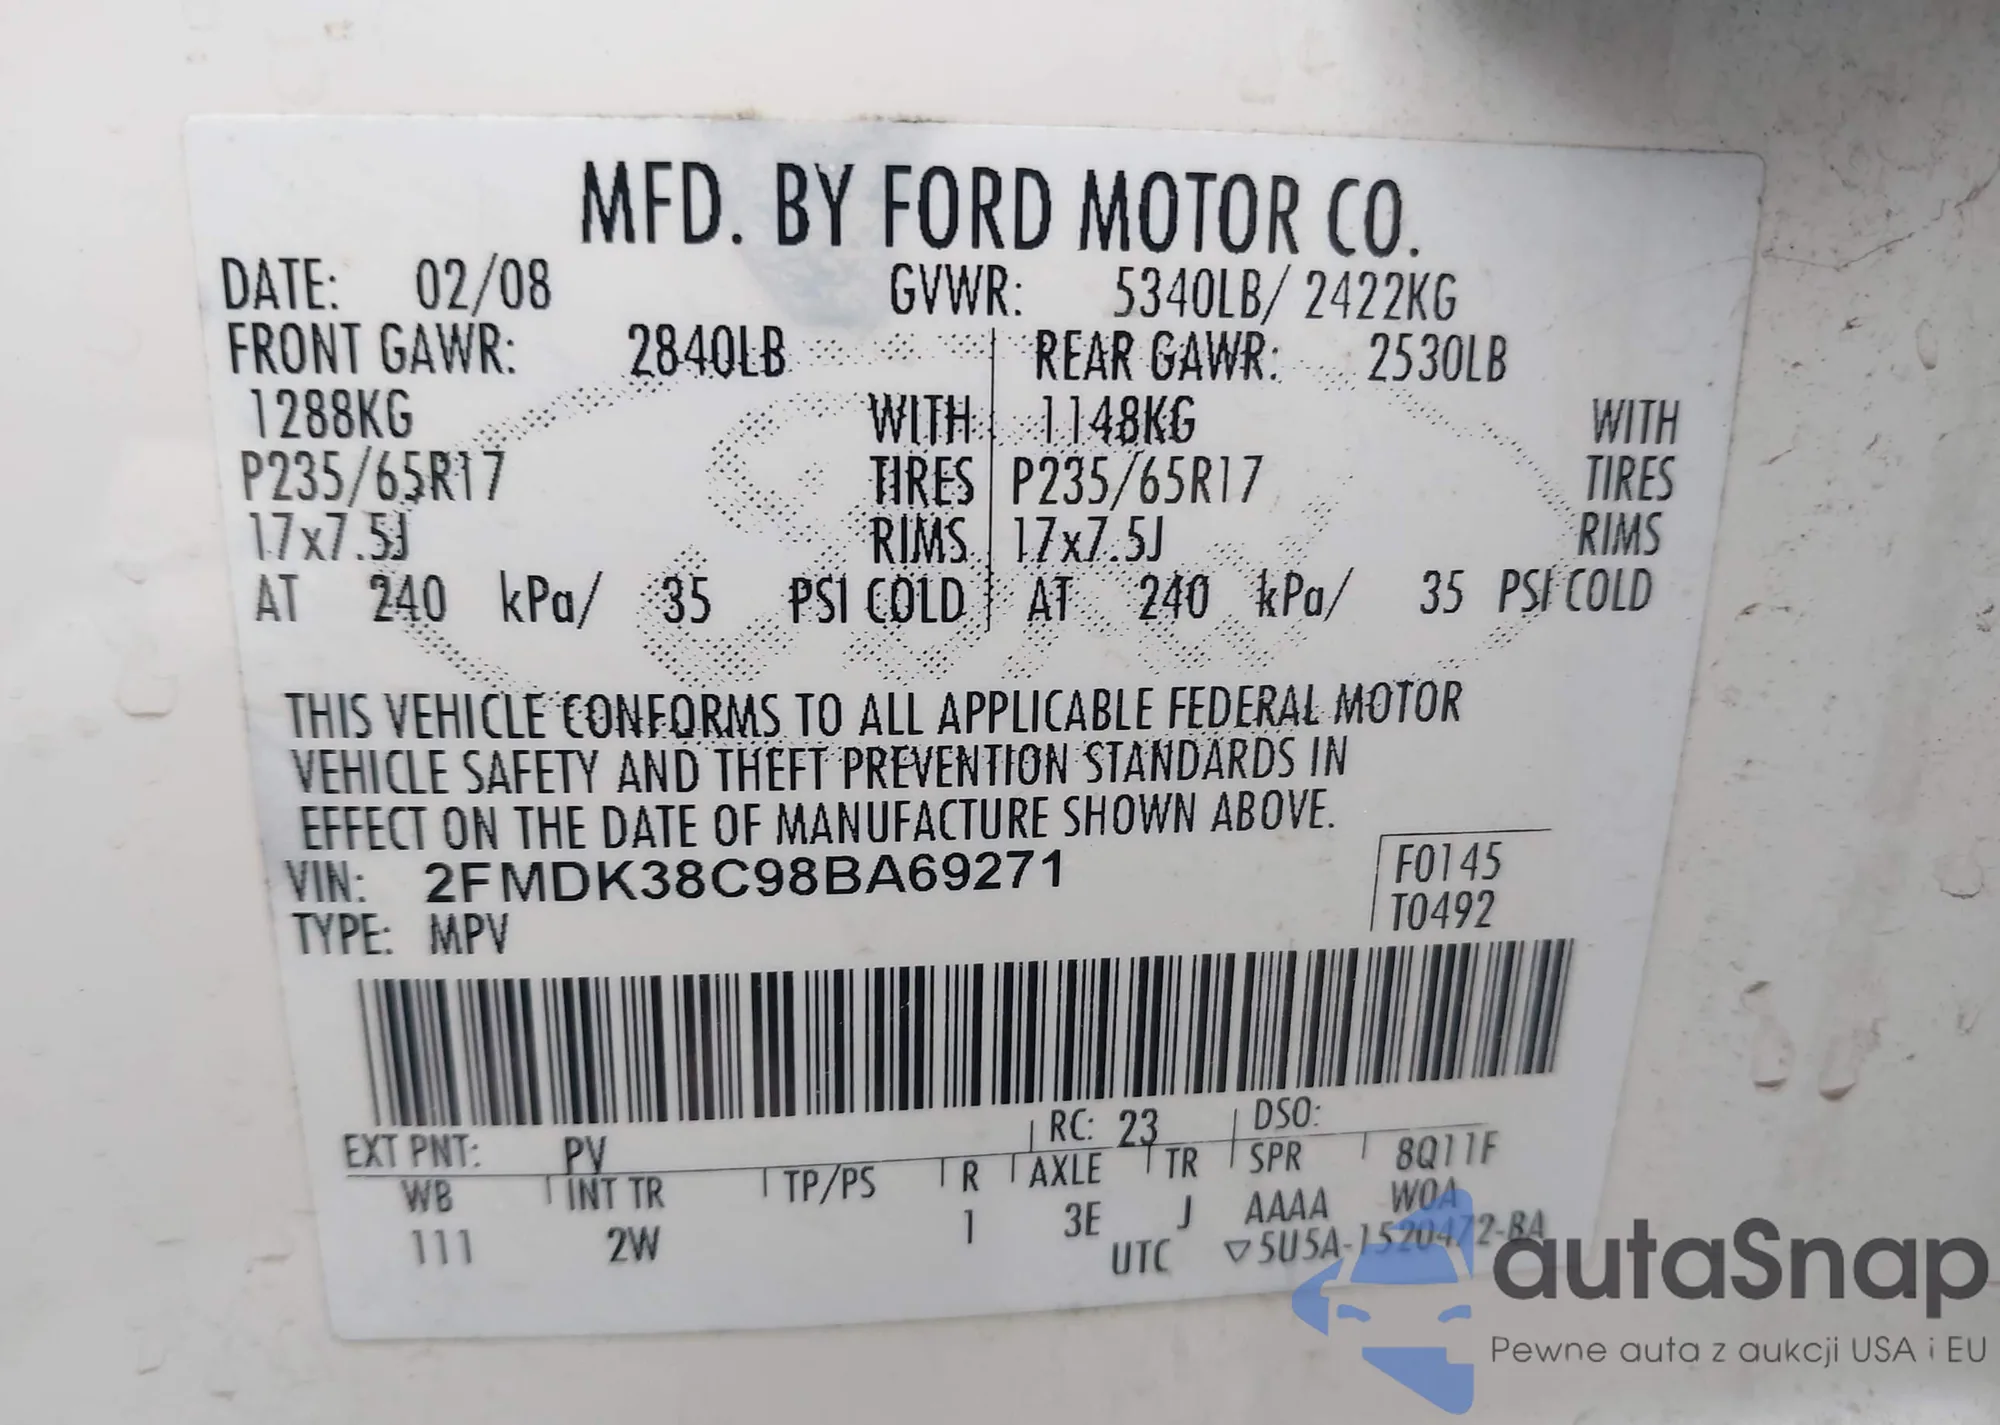 MFD. BY FORD MOTOR CO.
DATE: 02/08 GVWR: 5340LB/ 2422KG
FRONT GAWR: 2840LB REAR GAWR: 2530LB
1288KG WITH 1148KG WITH
P235/65R17 TIRES P235/65R17 TIRES
17x7.5J RIMS 17x7.5J RIMS
AT 240 kPa/ 35 PSI COLD AT 240 kPa/ 35 PSI COLD
THIS VEHICLE CONFORMS TO ALL APPLICABLE FEDERAL MOTOR
VEHICLE SAFETY AND THEFT PREVENTION STANDARDS IN
EFFECT ON THE DATE OF MANUFACTURE SHOWN ABOVE.
VIN: 2FMDK38C98BA69271 F0145
TYPE: MPV T0492
EXT PNT: PV RC: 23 DSO:
WB INT TR TP/PS R AXLE TR SPR 8Q11F
111 2W 1 3E J AAAA W0A
UTC ▽5U5A-1520472-BA
autaSnap
Pewne auta z aukcji USA i EU